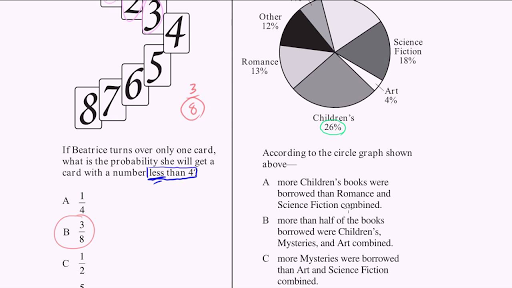 2
3
4
5
6
7
8
3
8
If Beatrice turns over only one card,
what is the probability she will get a
card with a number less than 4?
A 1/4
B 3/8
C 1/2
Other
12%
Science
Fiction
18%
Romance
13%
Art
4%
Children's
26%
According to the circle graph shown
above—
A more Children's books were
borrowed than Romance and
Science Fiction combined.
B more than half of the books
borrowed were Children's,
Mysteries, and Art combined.
C more Mysteries were borrowed
than Art and Science Fiction
combined.